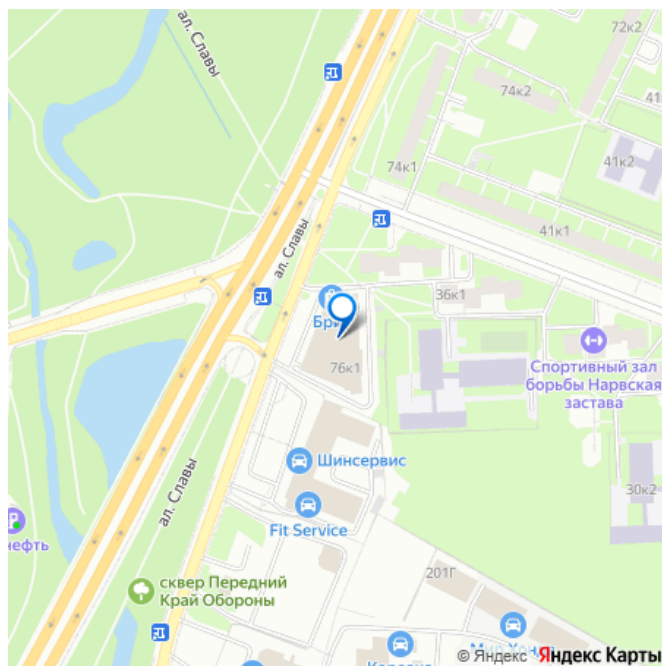 ал. Славы
72к2
74к2
41
41к2
74к1
41к1
ал. Славы
36к1
76к1
Спортивный зал
борьбы Нарвская
застава
Шинсервис
ал. Славы
30к2
Fit Service
нефть
201Г
сквер Передний
Край Обороны
© Яндекс Яндекс Карты